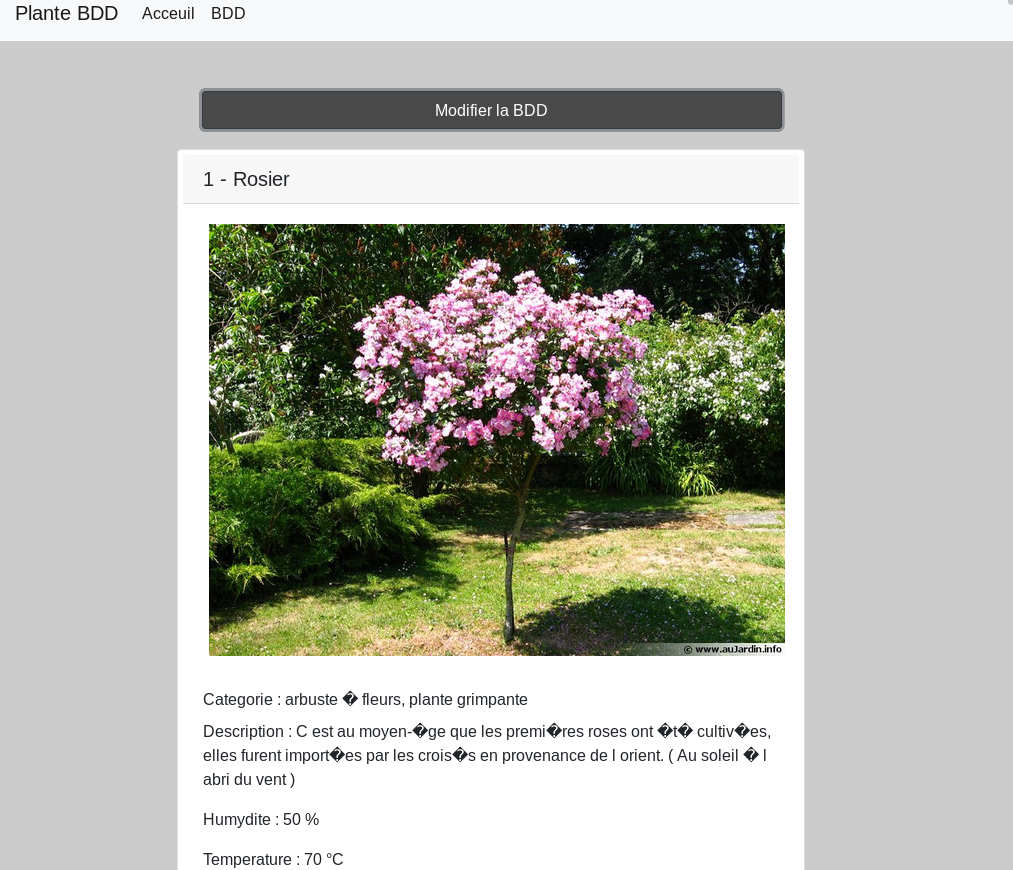 Plante BDD Acceuil BDD
Modifier la BDD
1 - Rosier
© www.auJardin.info
Categorie : arbuste � fleurs, plante grimpante
Description : C est au moyen-�ge que les premi�res roses ont �t� cultiv�es,
elles furent import�es par les crois�s en provenance de l orient. ( Au soleil � l
abri du vent )
Humydite : 50 %
Temperature : 70 °C